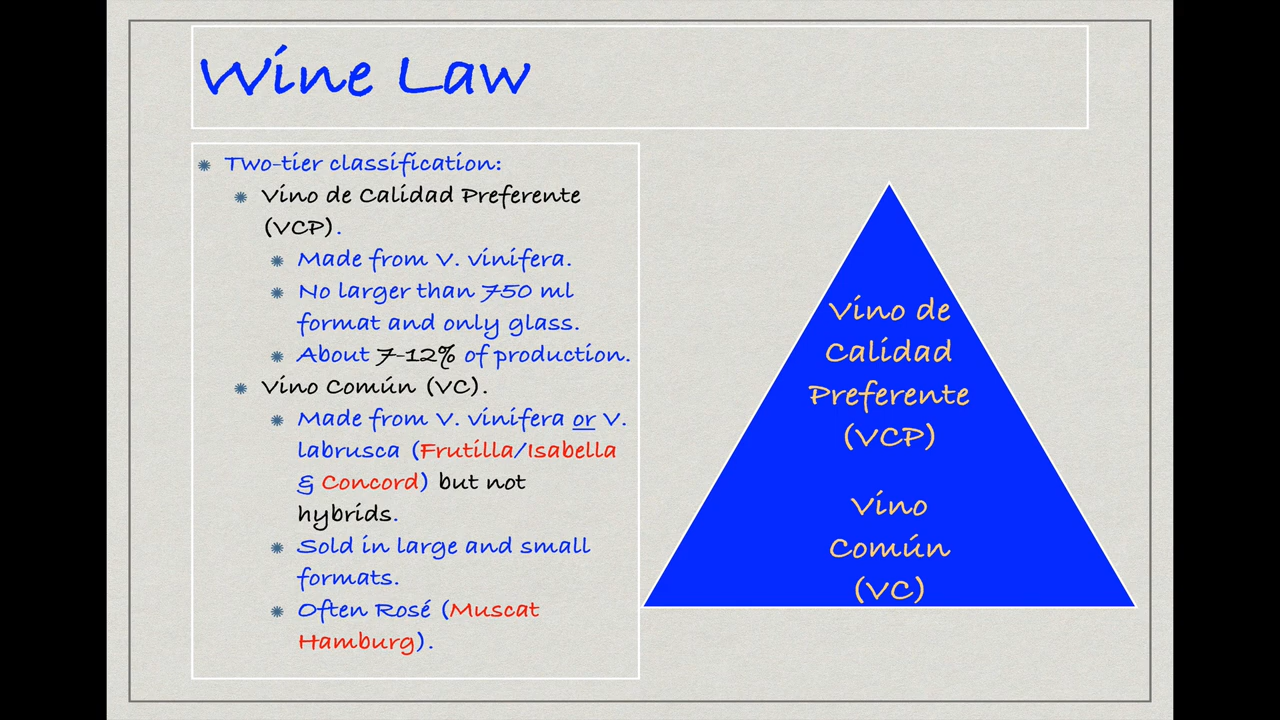 Wine Law
Two-tier classification:
Vino de Calidad Preferente
(VCP).
Made from V. vinifera.
No larger than 750 ml
format and only glass.
About 7-12% of production.
Vino Común (VC).
Made from V. vinifera or V.
labrusca (Frutilla/Isabella
& Concord) but not
hybrids.
Sold in large and small
formats.
Often Rosé (Muscat
Hamburg).
Vino de
Calidad
Preferente
(VCP)
Vino
Común
(VC)